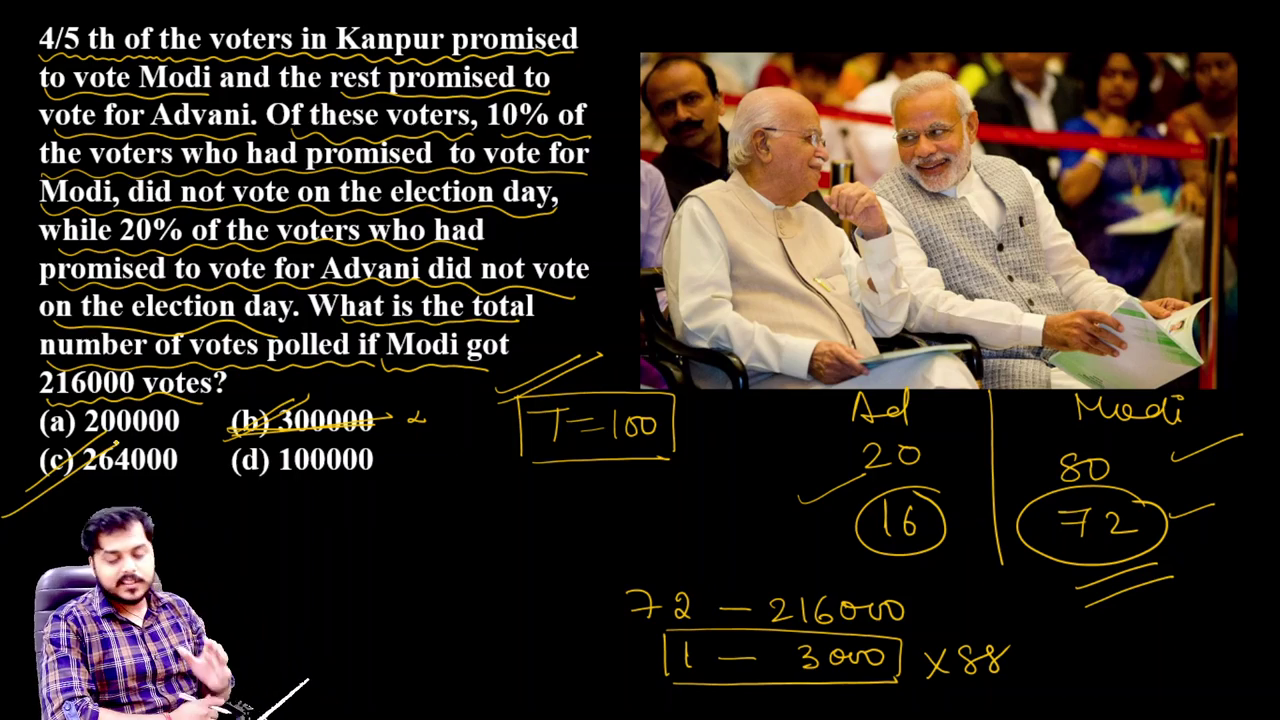 4/5 th of the voters in Kanpur promised
to vote Modi and the rest promised to
vote for Advani. Of these voters, 10% of
the voters who had promised to vote for
Modi, did not vote on the election day,
while 20% of the voters who had
promised to vote for Advani did not vote
on the election day. What is the total
number of votes polled if Modi got
216000 votes?
(a) 200000 (b) 300000
(c) 264000 (d) 100000
T=100
Ad Modi
20 80
16 72
72 — 216000
1 — 3000 x88